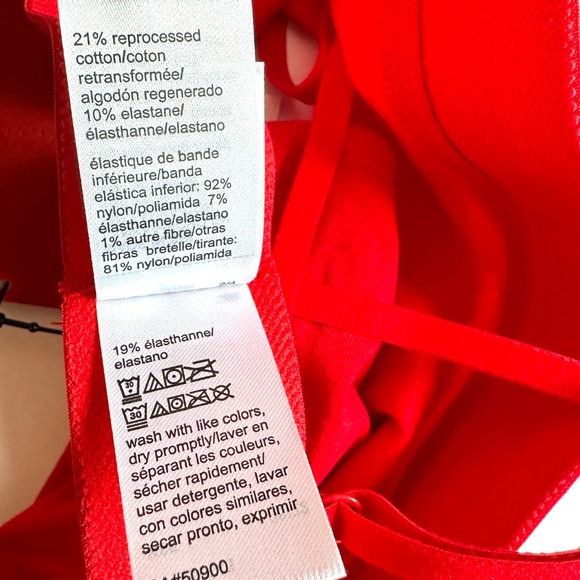 21% reprocessed
cotton/coton
retransformée/
algodón regenerado
10% elastane/
élasthanne/elastano
élastique de bande
inférieure/banda
elástica inferior: 92%
nylon/poliamida 7%
élasthanne/elastano
1% autre fibre/otras
fibras bretelle/tirante:
81% nylon/poliamida
19% élasthanne/
elastano
30
30
wash with like colors,
dry promptly/laver en
séparant les couleurs,
sécher rapidement/
usar detergente, lavar
con colores similares,
secar pronto, exprimir
A#50900